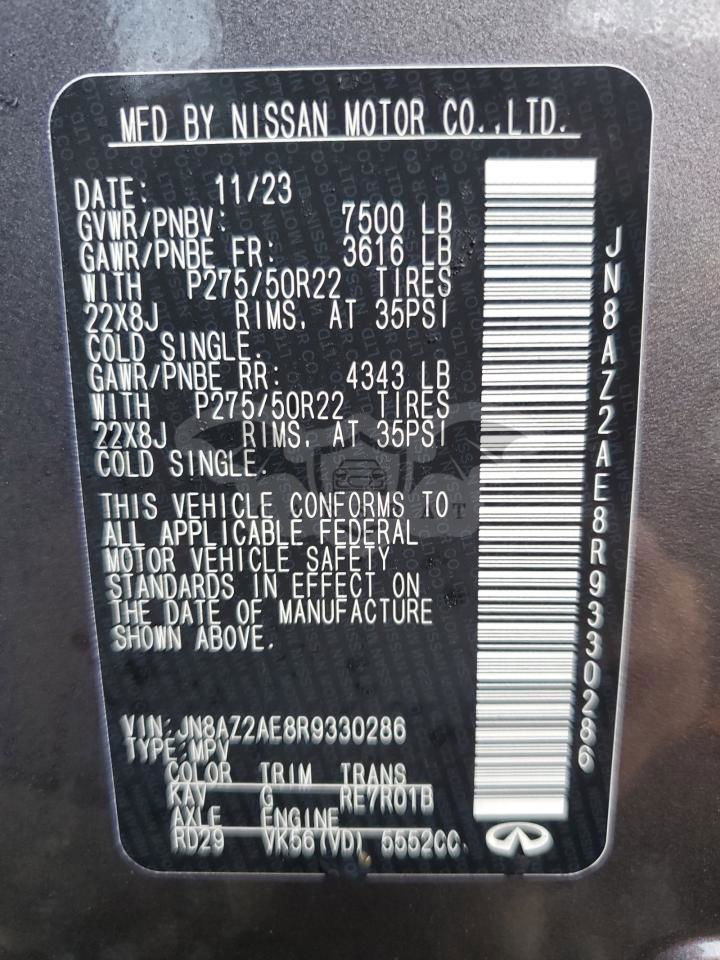 MFD BY NISSAN MOTOR CO.,LTD.
DATE: 11/23
GVWR/PNBV: 7500 LB
GAWR/PNBE FR: 3616 LB
WITH P275/50R22 TIRES
22X8J RIMS, AT 35PSI
COLD SINGLE.
GAWR/PNBE RR: 4343 LB
WITH P275/50R22 TIRES
22X8J RIMS, AT 35PSI
COLD SINGLE.
THIS VEHICLE CONFORMS TO
ALL APPLICABLE FEDERAL
MOTOR VEHICLE SAFETY
STANDARDS IN EFFECT ON
THE DATE OF MANUFACTURE
SHOWN ABOVE.
VIN:JN8AZ2AE8R9330286
TYPE:MPV
COLOR TRIM TRANS
KAV G RE7R01B
AXLE ENGINE
RD29 VK56(VD) 5552CC
JN8AZ2AE8R9330286